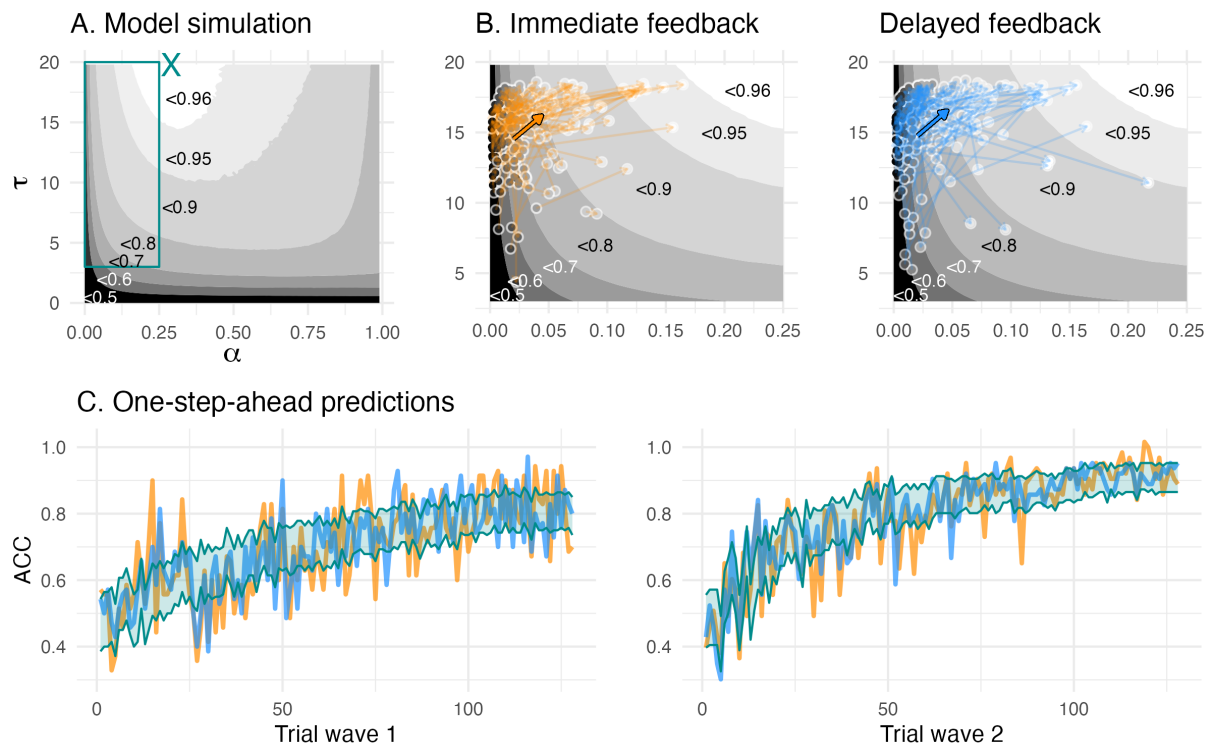 A. Model simulation
B. Immediate feedback
Delayed feedback
X
20
15
10
5
0
τ
<0.96
<0.95
<0.9
<0.8
<0.7
<0.6
<0.5
0.00 0.25 0.50 0.75 1.00
α
20
15
10
5
<0.96
<0.95
<0.9
<0.8
<0.7
<0.6
<0.5
0.00 0.05 0.10 0.15 0.20 0.25
20
15
10
5
<0.96
<0.95
<0.9
<0.8
<0.7
<0.6
<0.5
0.00 0.05 0.10 0.15 0.20 0.25
C. One-step-ahead predictions
ACC
1.0
0.8
0.6
0.4
0 50 100
Trial wave 1
1.0
0.8
0.6
0.4
0 50 100
Trial wave 2